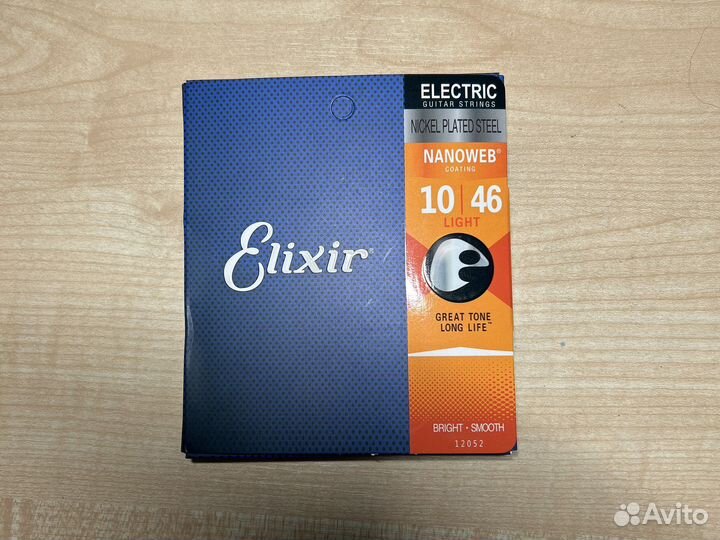 ELECTRIC
GUITAR STRINGS
NICKEL PLATED STEEL
NANOWEB®
COATING
10 | 46
LIGHT
Elixir®
GREAT TONE
LONG LIFE™
BRIGHT • SMOOTH
12052
Avito